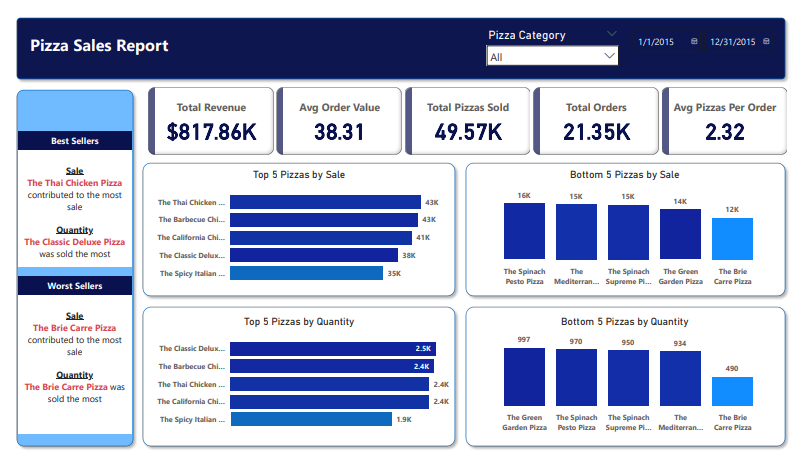 Pizza Sales Report
Pizza Category
All
1/1/2015
12/31/2015
Best Sellers
Sale
The Thai Chicken Pizza
contributed to the most
sale
Quantity
The Classic Deluxe Pizza
was sold the most
Worst Sellers
Sale
The Brie Carre Pizza
contributed to the most
sale
Quantity
The Brie Carre Pizza was
sold the most
Total Revenue
$817.86K
Avg Order Value
38.31
Total Pizzas Sold
49.57K
Total Orders
21.35K
Avg Pizzas Per Order
2.32
Top 5 Pizzas by Sale
The Thai Chicken ... 43K
The Barbecue Chi... 43K
The California Chi... 41K
The Classic Delux... 38K
The Spicy Italian ... 35K
Bottom 5 Pizzas by Sale
16K 15K 15K 14K 12K
The Spinach
Pesto Pizza
The
Mediterran...
The Spinach
Supreme Pi...
The Green
Garden Pizza
The Brie
Carre Pizza
Top 5 Pizzas by Quantity
The Classic Delux... 2.5K
The Barbecue Chi... 2.4K
The Thai Chicken ... 2.4K
The California Chi... 2.4K
The Spicy Italian ... 1.9K
Bottom 5 Pizzas by Quantity
997 970 950 934 490
The Green
Garden Pizza
The Spinach
Pesto Pizza
The Spinach
Supreme Pi...
The
Mediterran...
The Brie
Carre Pizza